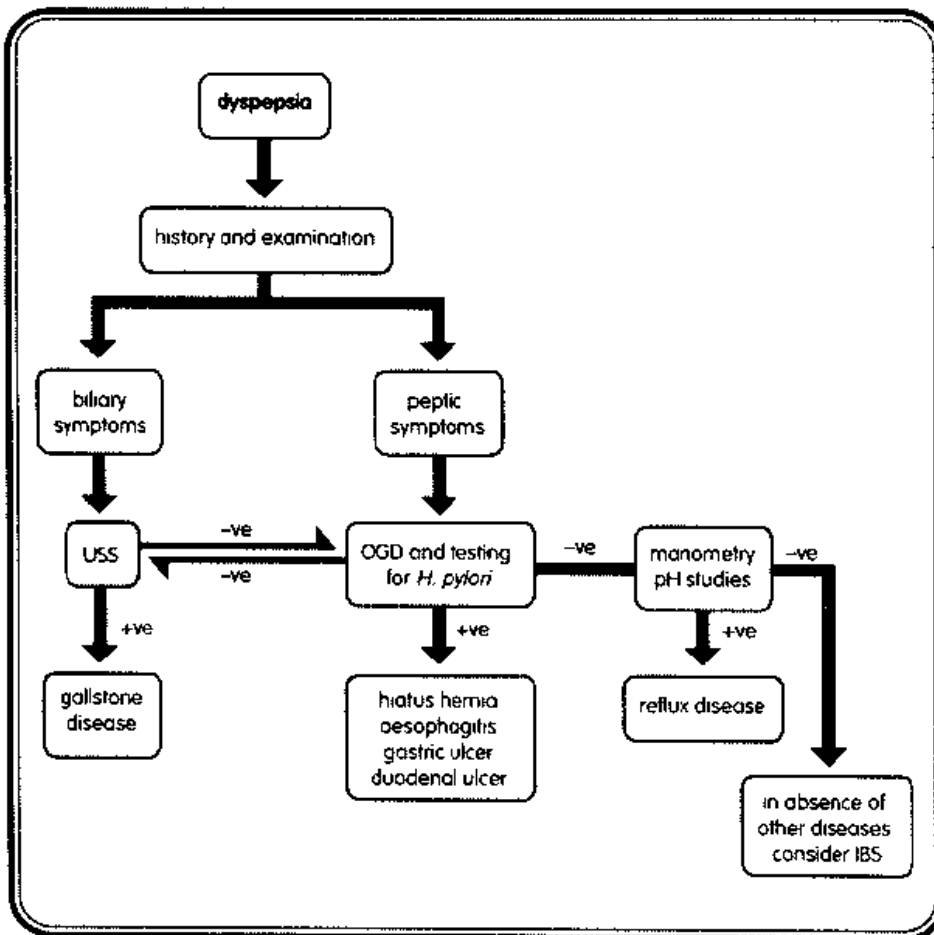 dyspepsia
history and examination
biliary
symptoms
peptic
symptoms
USS
–ve
–ve
OGD and testing
for H. pylori
–ve
manometry
pH studies
–ve
+ve
+ve
+ve
gallstone
disease
hiatus hernia
oesophagitis
gastric ulcer
duodenal ulcer
reflux disease
in absence of
other diseases
consider IBS